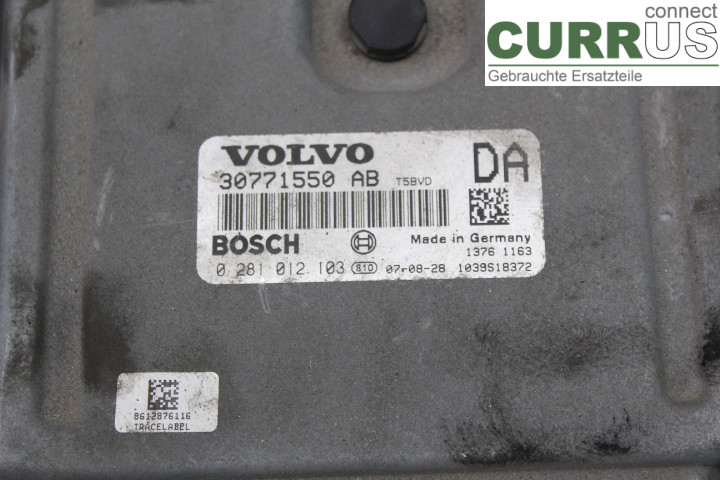 connect
CURRUS
Gebrauchte Ersatzteile
VOLVO
DA
30771550 AB T5BVD
BOSCH
Made in Germany
1376 1163
0 281 012 103 810 07-08-28 1039S18372
8612876116
TRACELABEL